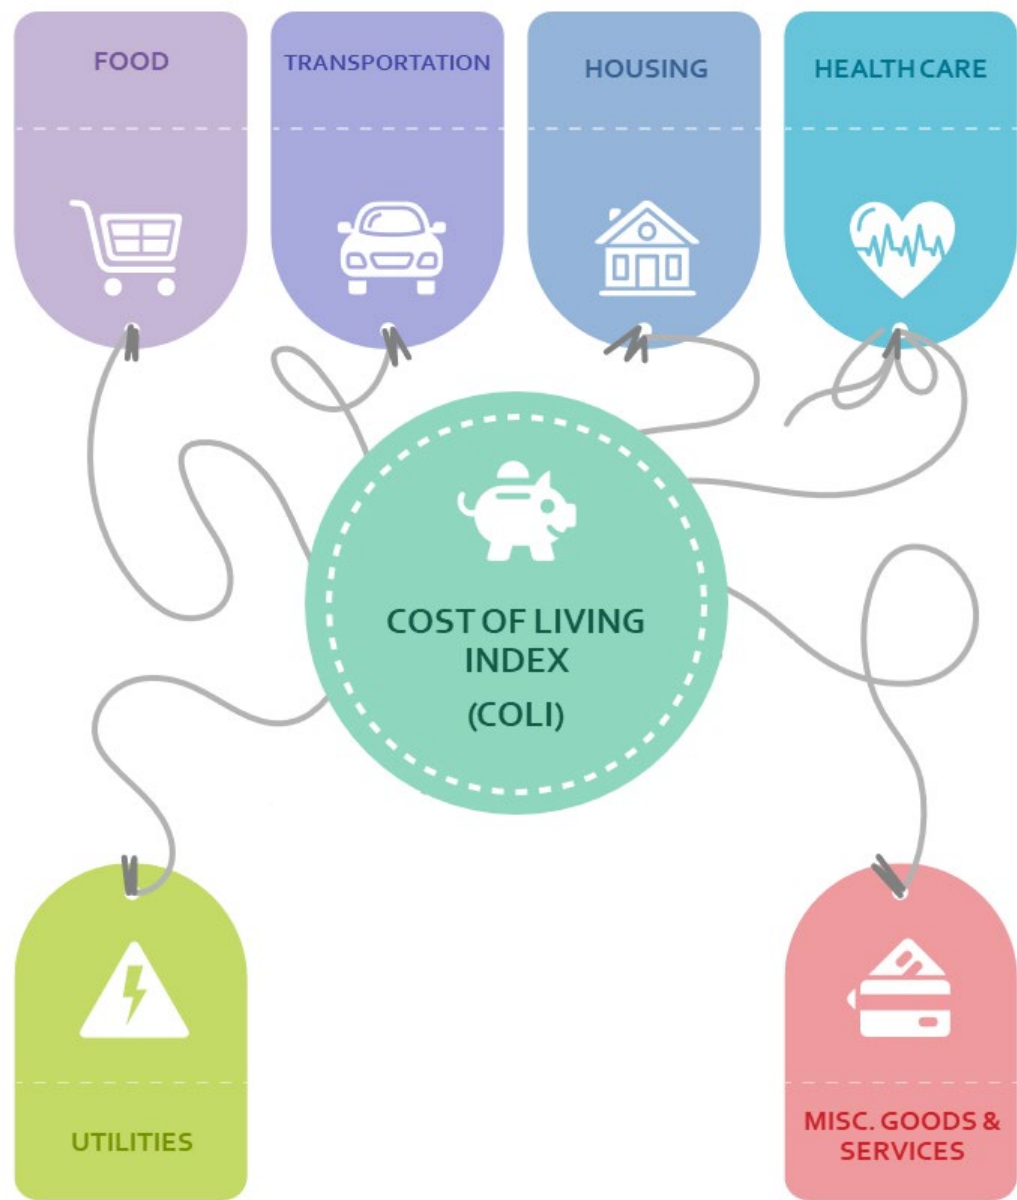 FOOD
TRANSPORTATION
HOUSING
HEALTH CARE
COST OF LIVING
INDEX
(COLI)
UTILITIES
MISC. GOODS &
SERVICES